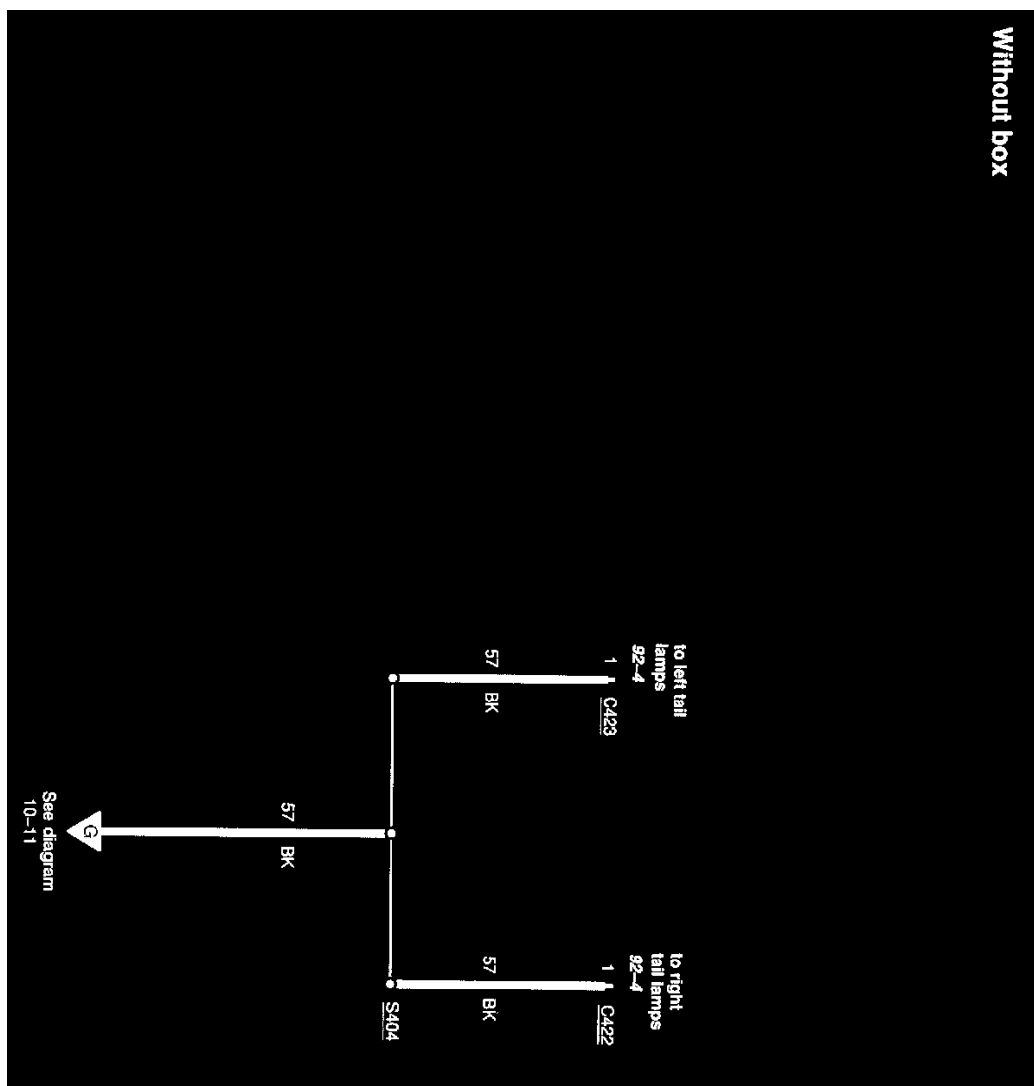 Without box
to left tail
lamps
92–4
1
C423
57
BK
to right
tail lamps
92–4
1
C422
57
BK
S404
57
BK
G
See diagram
10–11